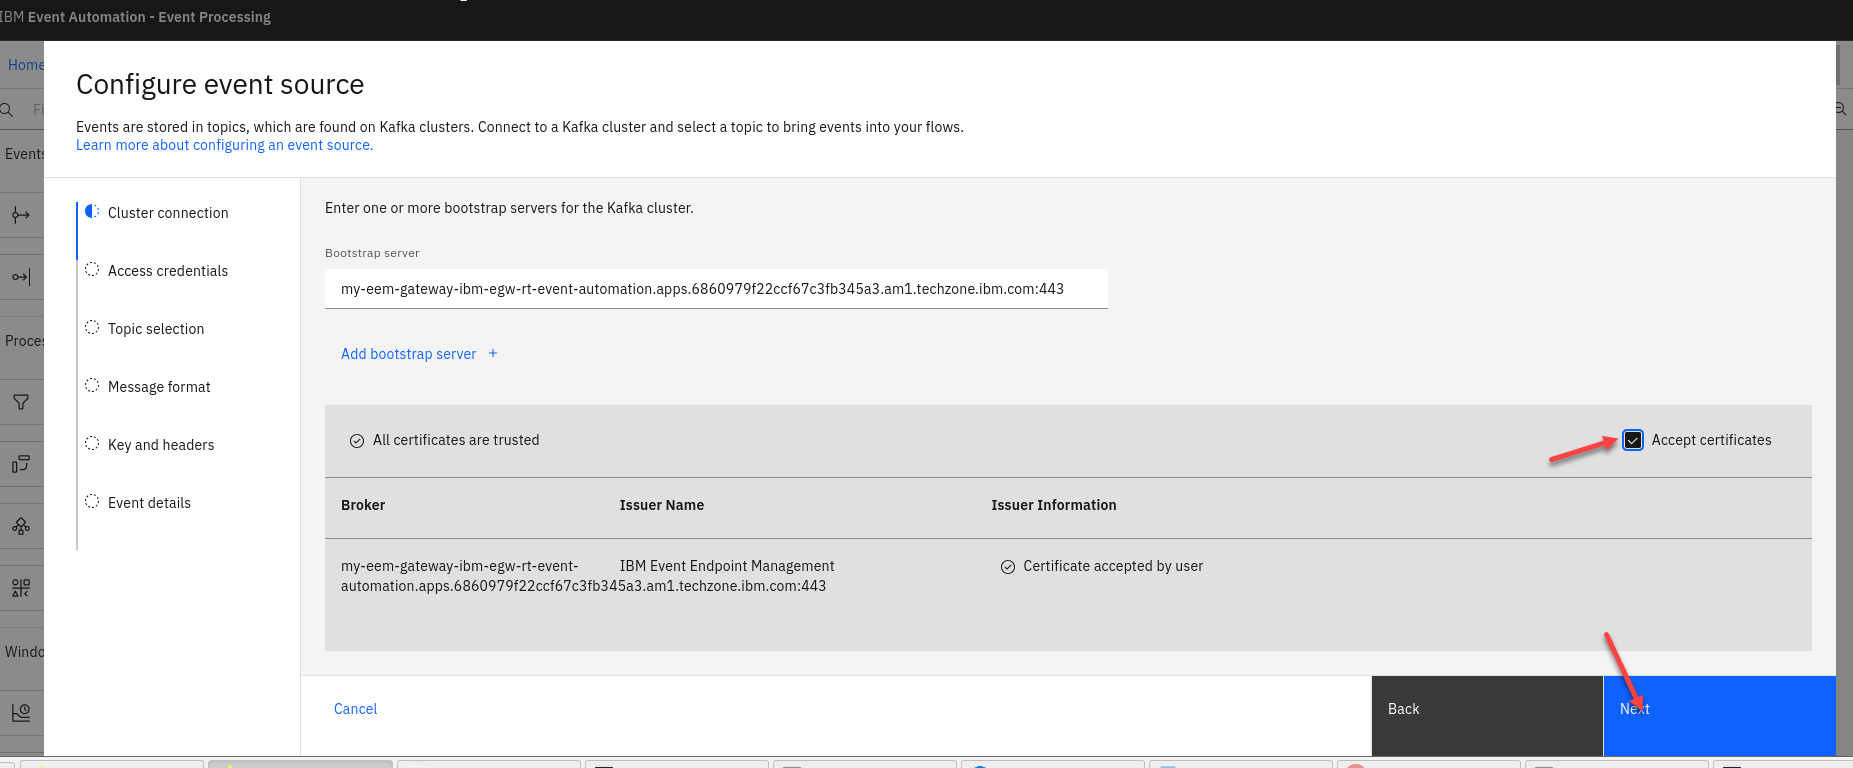 IBM Event Automation - Event Processing
Home
Configure event source
Fi
Events are stored in topics, which are found on Kafka clusters. Connect to a Kafka cluster and select a topic to bring events into your flows.
Learn more about configuring an event source.
Events
Cluster connection
Access credentials
Topic selection
Message format
Key and headers
Event details
Proces
Windo
Enter one or more bootstrap servers for the Kafka cluster.
Bootstrap server
my-eem-gateway-ibm-egw-rt-event-automation.apps.6860979f22ccf67c3fb345a3.am1.techzone.ibm.com:443
Add bootstrap server +
All certificates are trusted
Accept certificates
Broker Issuer Name Issuer Information
my-eem-gateway-ibm-egw-rt-event- IBM Event Endpoint Management Certificate accepted by user
automation.apps.6860979f22ccf67c3fb345a3.am1.techzone.ibm.com:443
Cancel
Back
Next